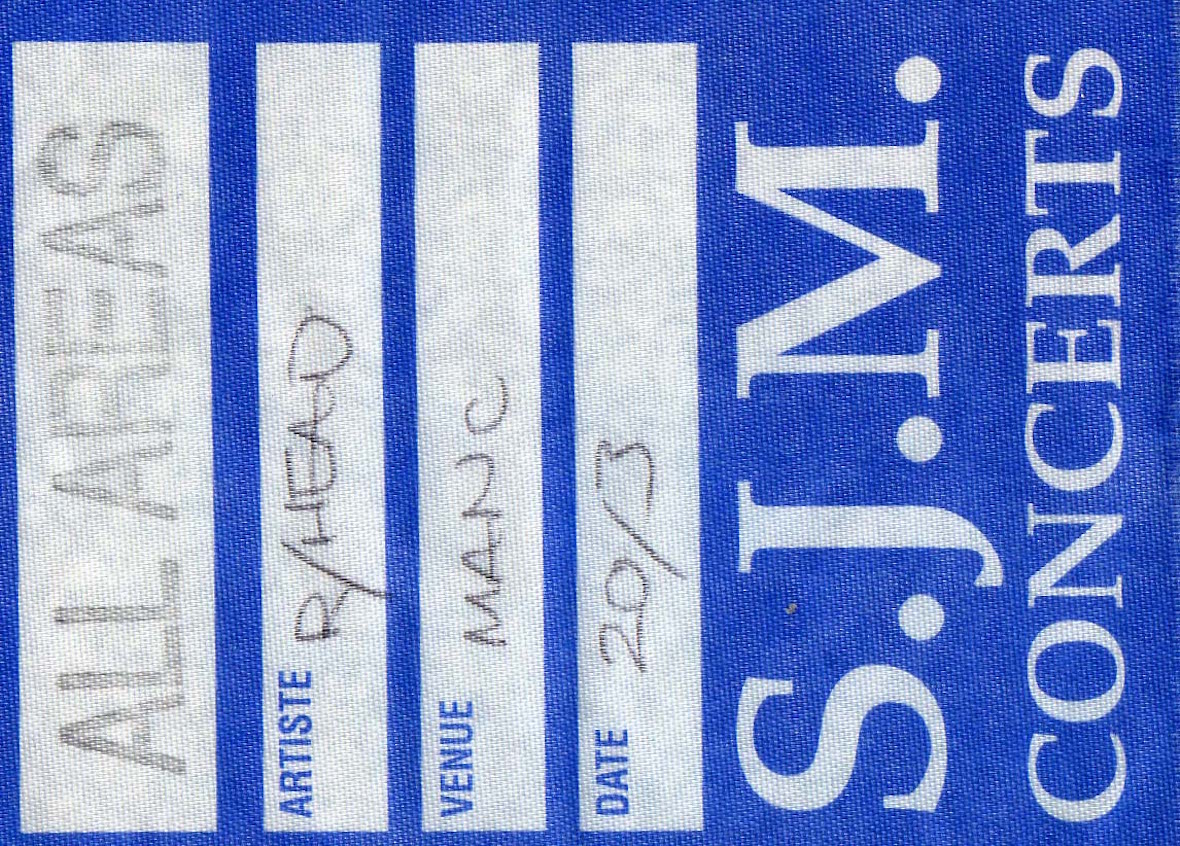 ALL AREAS
ARTISTE R/HEAD
VENUE MANC
DATE 20/3
S.J.M.
CONCERTS